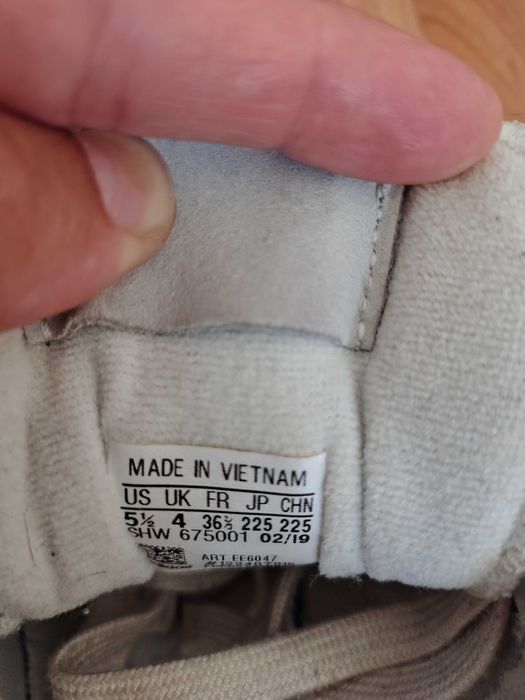 MADE IN VIETNAM
US UK FR JP CHN
5½ 4 36⅔ 225 225
SHW 675001 02/19
ART EE6047